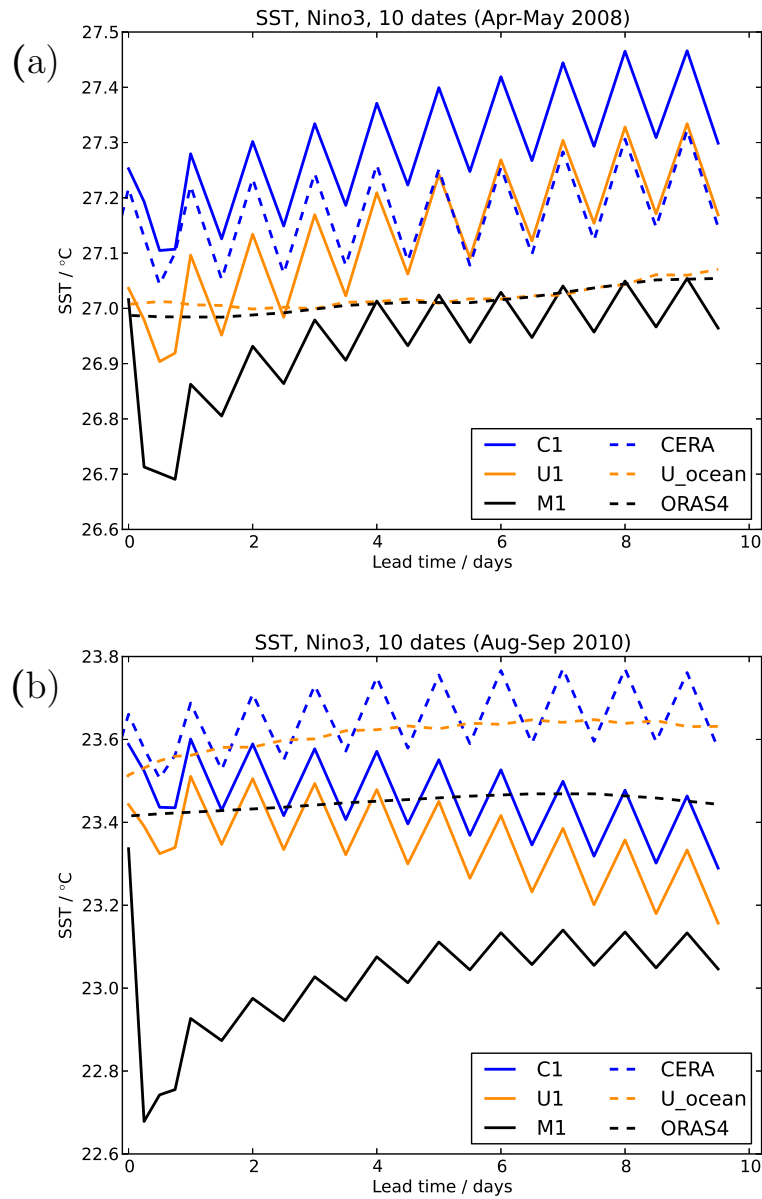 (a)
SST, Nino3, 10 dates (Apr-May 2008)
27.5
27.4
27.3
27.2
27.1
27.0
26.9
26.8
26.7
26.6
SST / °C
C1 CERA
U1 U_ocean
M1 ORAS4
0 2 4 6 8 10
Lead time / days
(b)
SST, Nino3, 10 dates (Aug-Sep 2010)
23.8
23.6
23.4
23.2
23.0
22.8
22.6
SST / °C
C1 CERA
U1 U_ocean
M1 ORAS4
0 2 4 6 8 10
Lead time / days